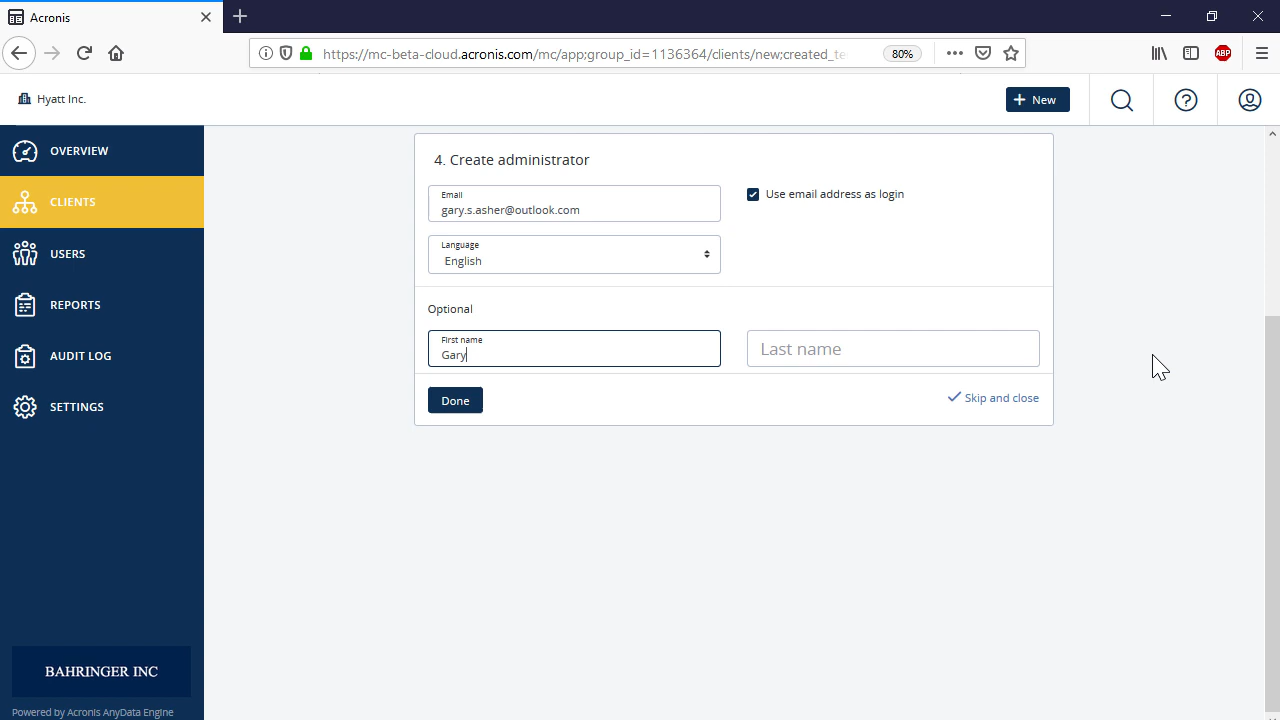 Acronis
https://mc-beta-cloud.acronis.com/mc/app;group_id=1136364/clients/new;created_te
80%
ABP
Hyatt Inc.
+ New
OVERVIEW
CLIENTS
USERS
REPORTS
AUDIT LOG
SETTINGS
4. Create administrator
Email
gary.s.asher@outlook.com
Use email address as login
Language
English
Optional
First name
Gary
Last name
Done
Skip and close
BAHRINGER INC
Powered by Acronis AnyData Engine